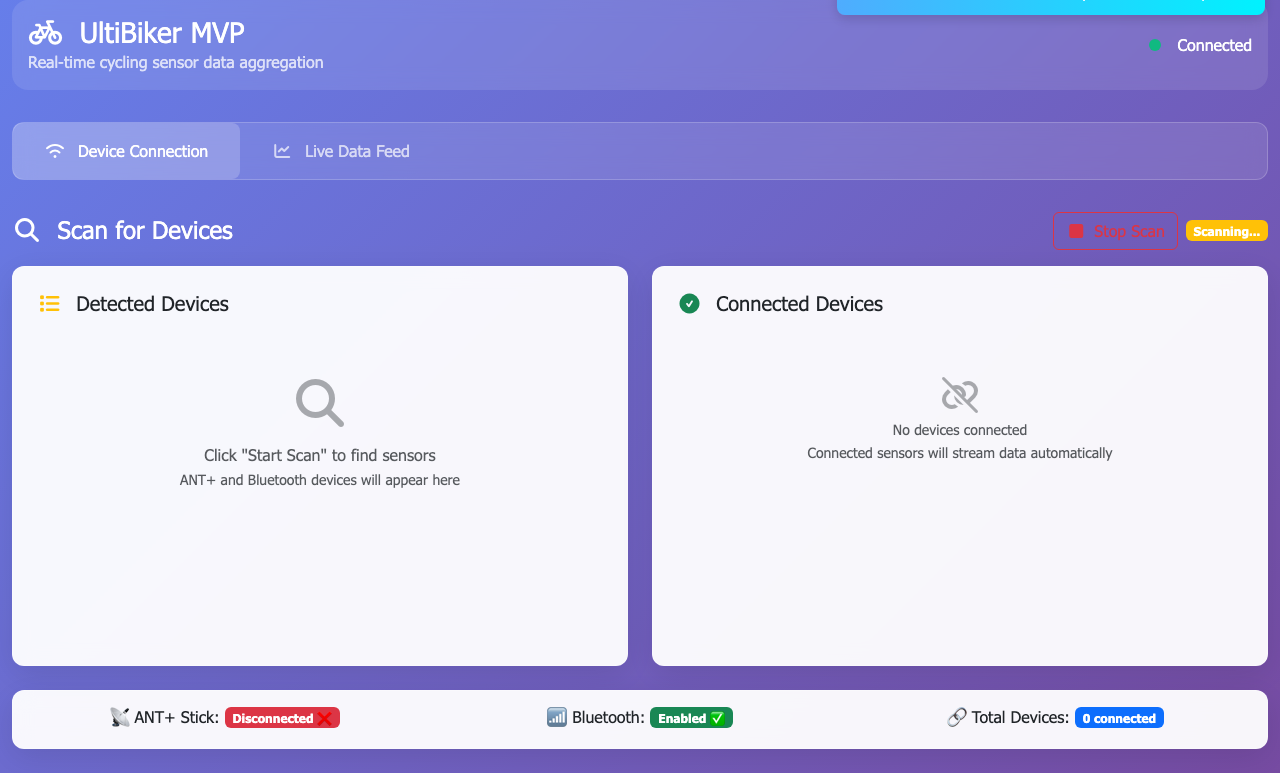 UltiBiker MVP
Real-time cycling sensor data aggregation
Connected
Device Connection
Live Data Feed
Scan for Devices
Stop Scan
Scanning...
Detected Devices
Click "Start Scan" to find sensors
ANT+ and Bluetooth devices will appear here
Connected Devices
No devices connected
Connected sensors will stream data automatically
ANT+ Stick: Disconnected ❌
Bluetooth: Enabled ✅
Total Devices: 0 connected